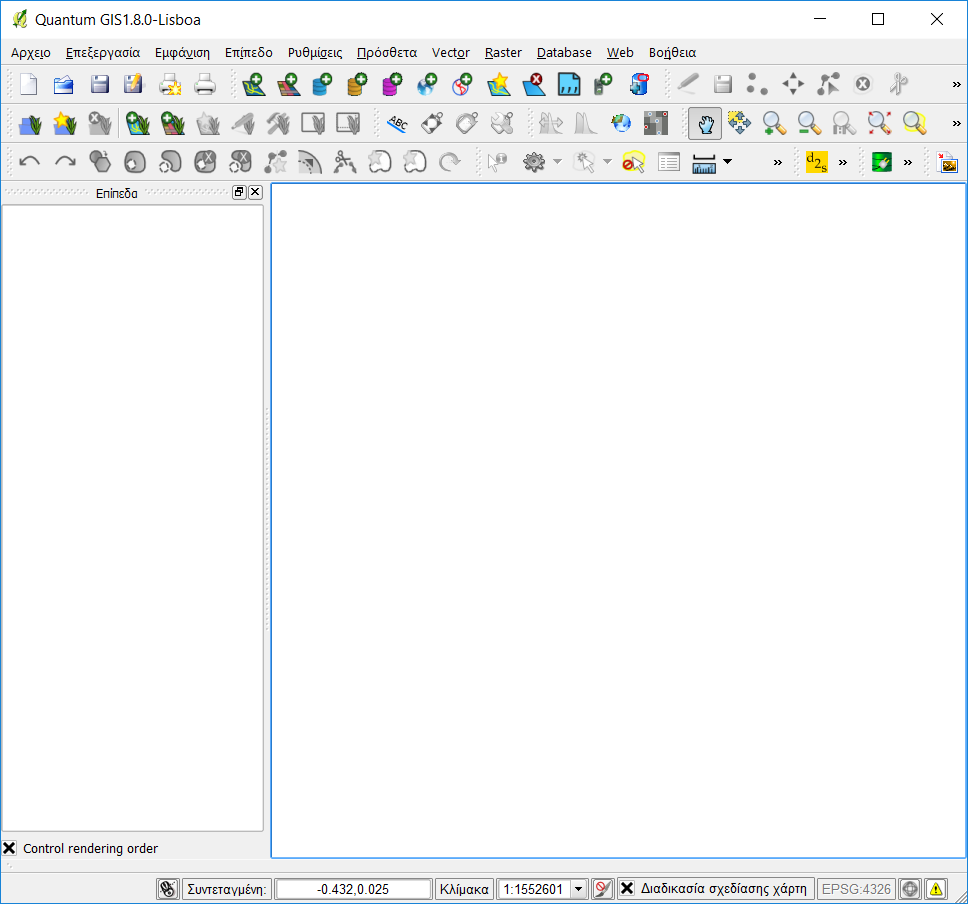 Quantum GIS1.8.0-Lisboa
Αρχειο Επεξεργασία Εμφάνιση Επίπεδο Ρυθμίσεις Πρόσθετα Vector Raster Database Web Βοήθεια
»
ABC »
» d2s » »
Επίπεδα
Control rendering order
Συντεταγμένη: -0.432,0.025 Κλίμακα 1:1552601 Διαδικασία σχεδίασης χάρτη EPSG:4326